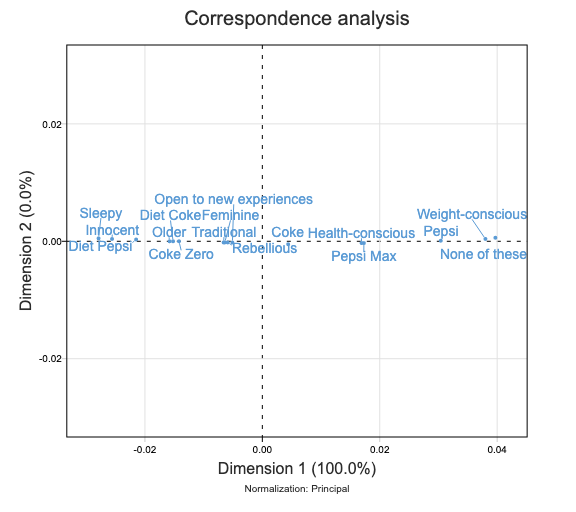 Correspondence analysis
Dimension 2 (0.0%)
0.02
0.00
-0.02
Open to new experiences
Sleepy
Diet Coke
Feminine
Weight-conscious
Innocent
Older
Traditional
Coke
Health-conscious
Pepsi
Diet Pepsi
Rebellious
Coke Zero
Pepsi Max
None of these
-0.02
0.00
0.02
0.04
Dimension 1 (100.0%)
Normalization: Principal